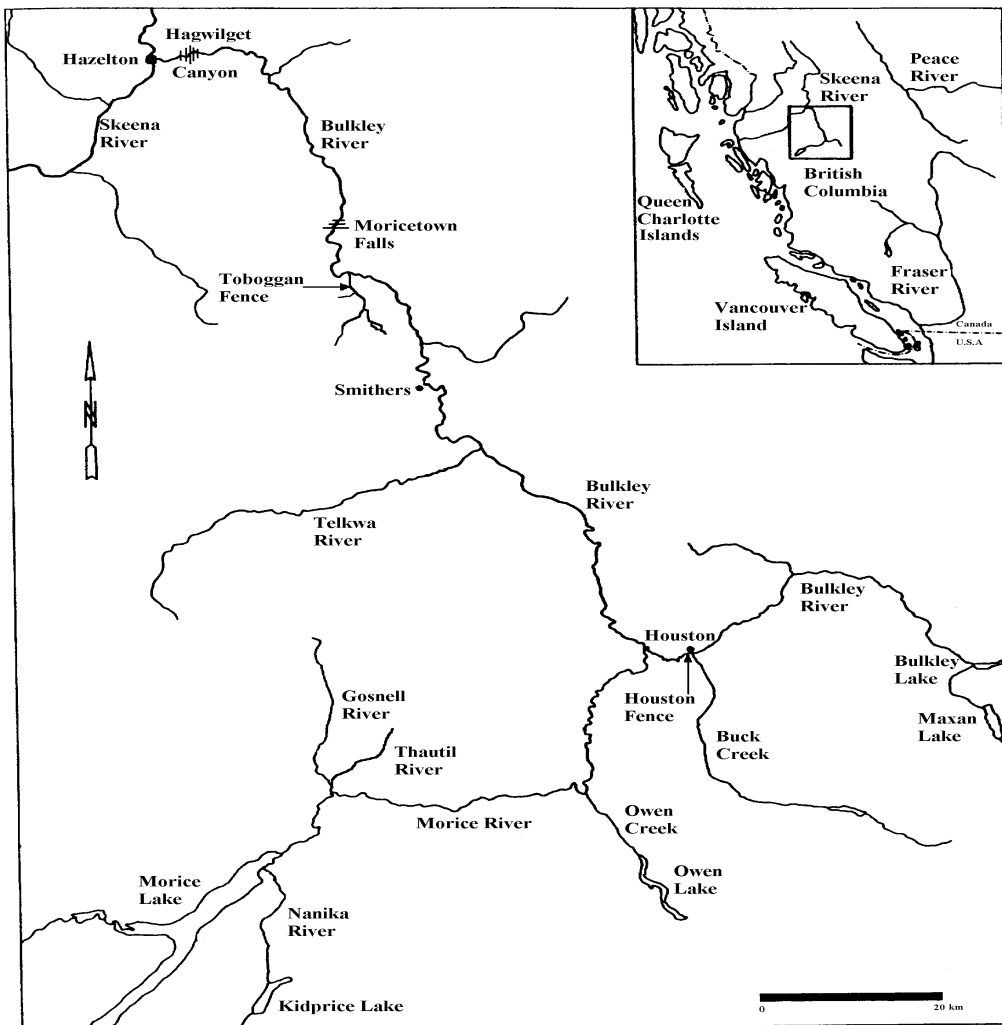 Hagwilget
Canyon
Hazelton
Skeena
River
Bulkley
River
Moricetown
Falls
Toboggan
Fence
Smithers
N
Telkwa
River
Bulkley
River
Bulkley
River
Houston
Houston
Fence
Bulkley
Lake
Maxan
Lake
Buck
Creek
Gosnell
River
Thautil
River
Morice River
Owen
Creek
Owen
Lake
Morice
Lake
Nanika
River
Kidprice Lake
0
20 km
Skeena
River
Peace
River
British
Columbia
Queen
Charlotte
Islands
Fraser
River
Vancouver
Island
Canada
U.S.A